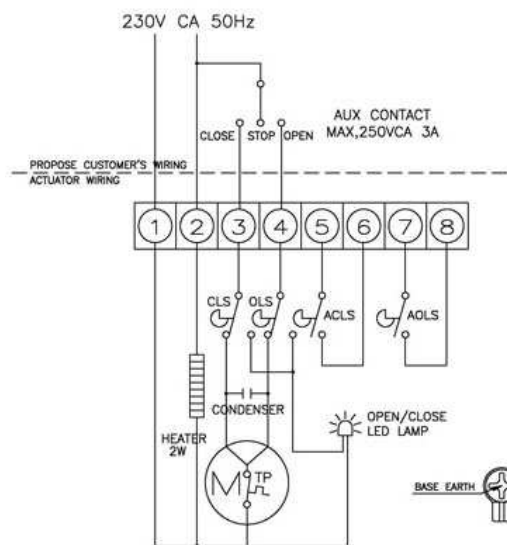 230V CA 50Hz
AUX CONTACT
MAX,250VCA 3A
CLOSE STOP OPEN
PROPOSE CUSTOMER'S WIRING
ACTUATOR WIRING
1 2 3 4 5 6 7 8
CLS OLS ACLS AOLS
CONDENSER
HEATER
2W
OPEN/CLOSE
LED LAMP
M TP
BASE EARTH